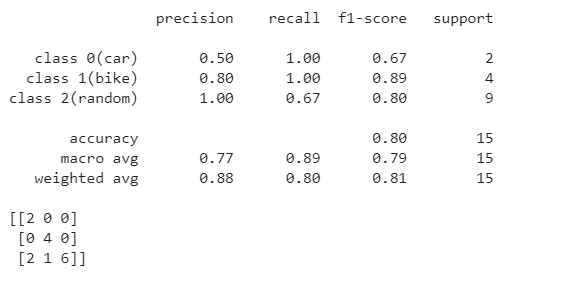 precision recall f1-score support
class 0(car) 0.50 1.00 0.67 2
class 1(bike) 0.80 1.00 0.89 4
class 2(random) 1.00 0.67 0.80 9
accuracy 0.80 15
macro avg 0.77 0.89 0.79 15
weighted avg 0.88 0.80 0.81 15
[[2 0 0]
[0 4 0]
[2 1 6]]